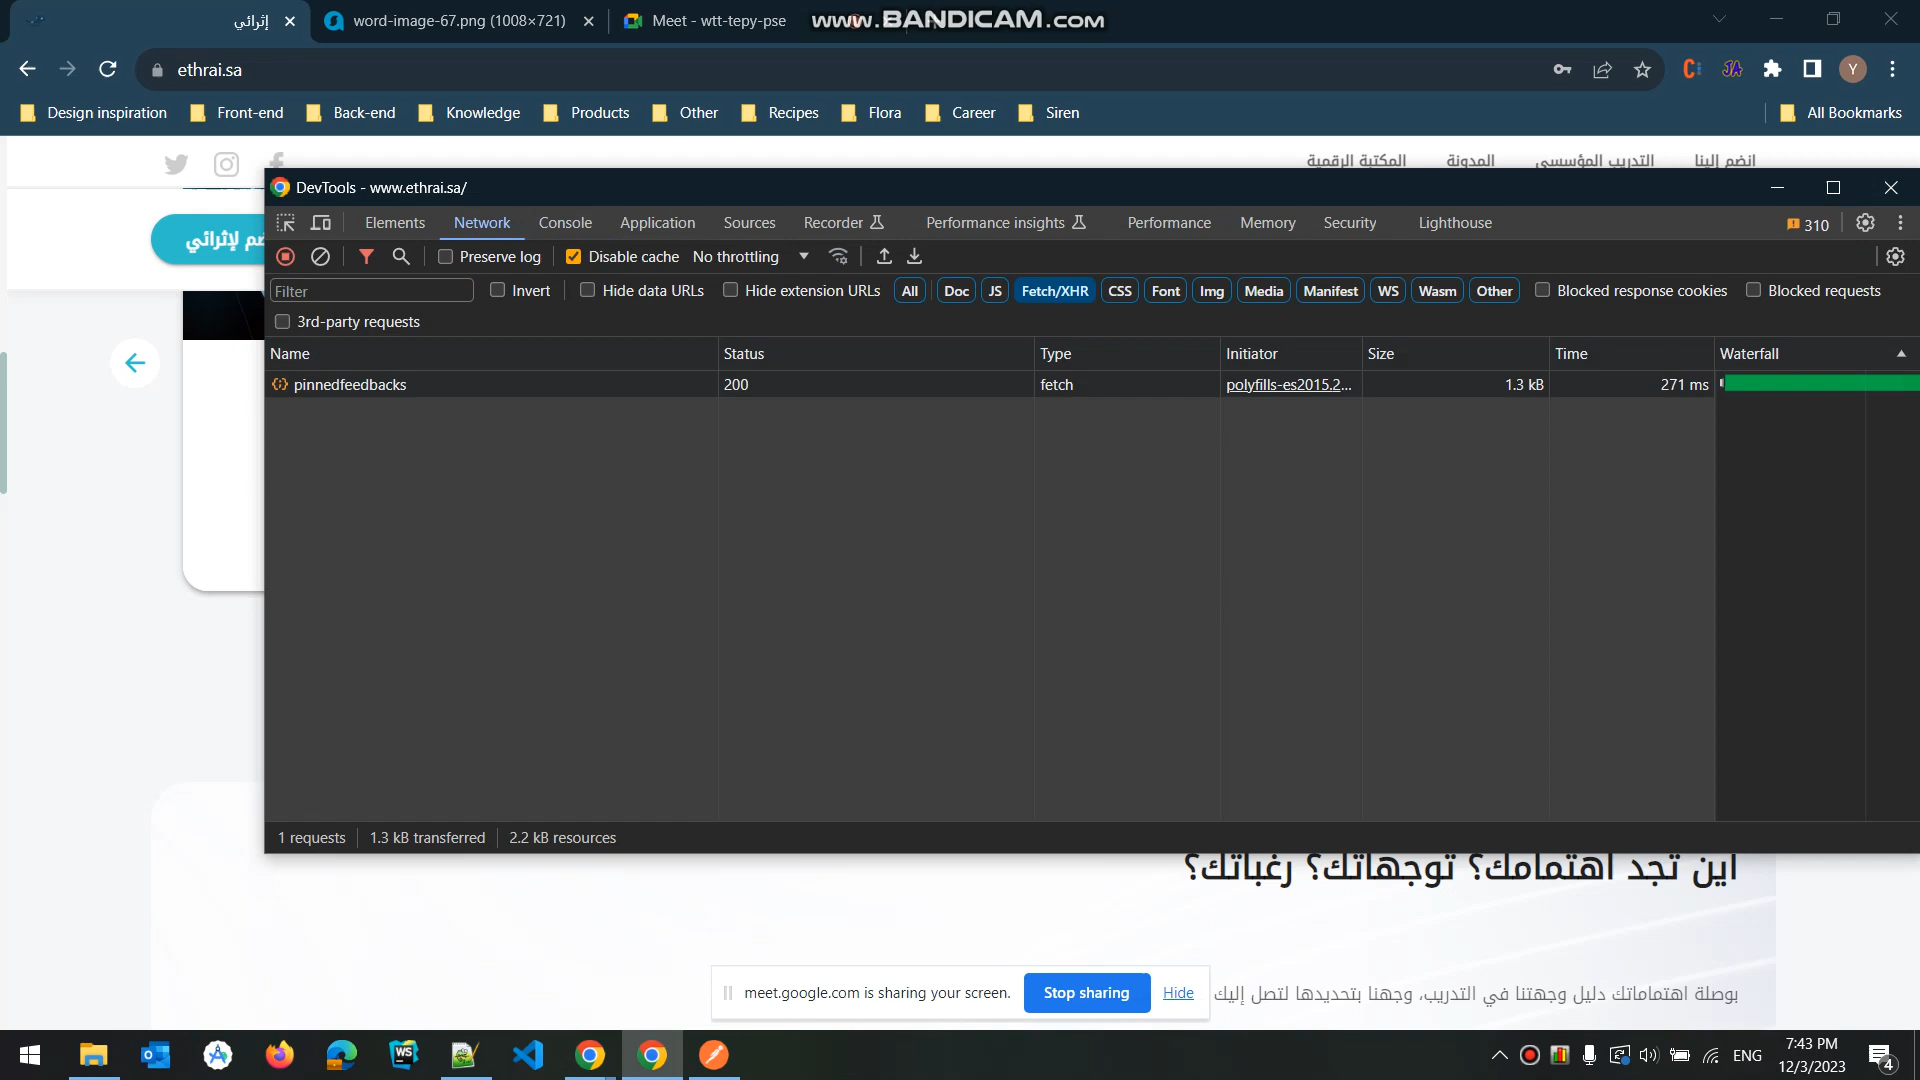 إثرائي
word-image-67.png (1008×721)
Meet - wtt-tepy-pse
www.BANDICAM.com
ethrai.sa
Y
Design inspiration
Front-end
Back-end
Knowledge
Products
Other
Recipes
Flora
Career
Siren
All Bookmarks
انضم إلينا
التدريب المؤسسي
المدونة
المكتبة الرقمية
DevTools - www.ethrai.sa/
Elements
Network
Console
Application
Sources
Recorder
Performance insights
Performance
Memory
Security
Lighthouse
310
لإثرائي
Preserve log
Disable cache
No throttling
Filter
Invert
Hide data URLs
Hide extension URLs
All
Doc
JS
Fetch/XHR
CSS
Font
Img
Media
Manifest
WS
Wasm
Other
Blocked response cookies
Blocked requests
3rd-party requests
Name
Status
Type
Initiator
Size
Time
Waterfall
pinnedfeedbacks
200
fetch
polyfills-es2015.2...
1.3 kB
271 ms
1 requests
1.3 kB transferred
2.2 kB resources
اين تجد اهتمامك؟ توجهاتك؟ رغباتك؟
بوصلة اهتماماتك دليل وجهتنا في التدريب، وجهنا بتحديدها لتصل إليك
meet.google.com is sharing your screen.
Stop sharing
Hide
WS
ENG
7:43 PM
12/3/2023
4